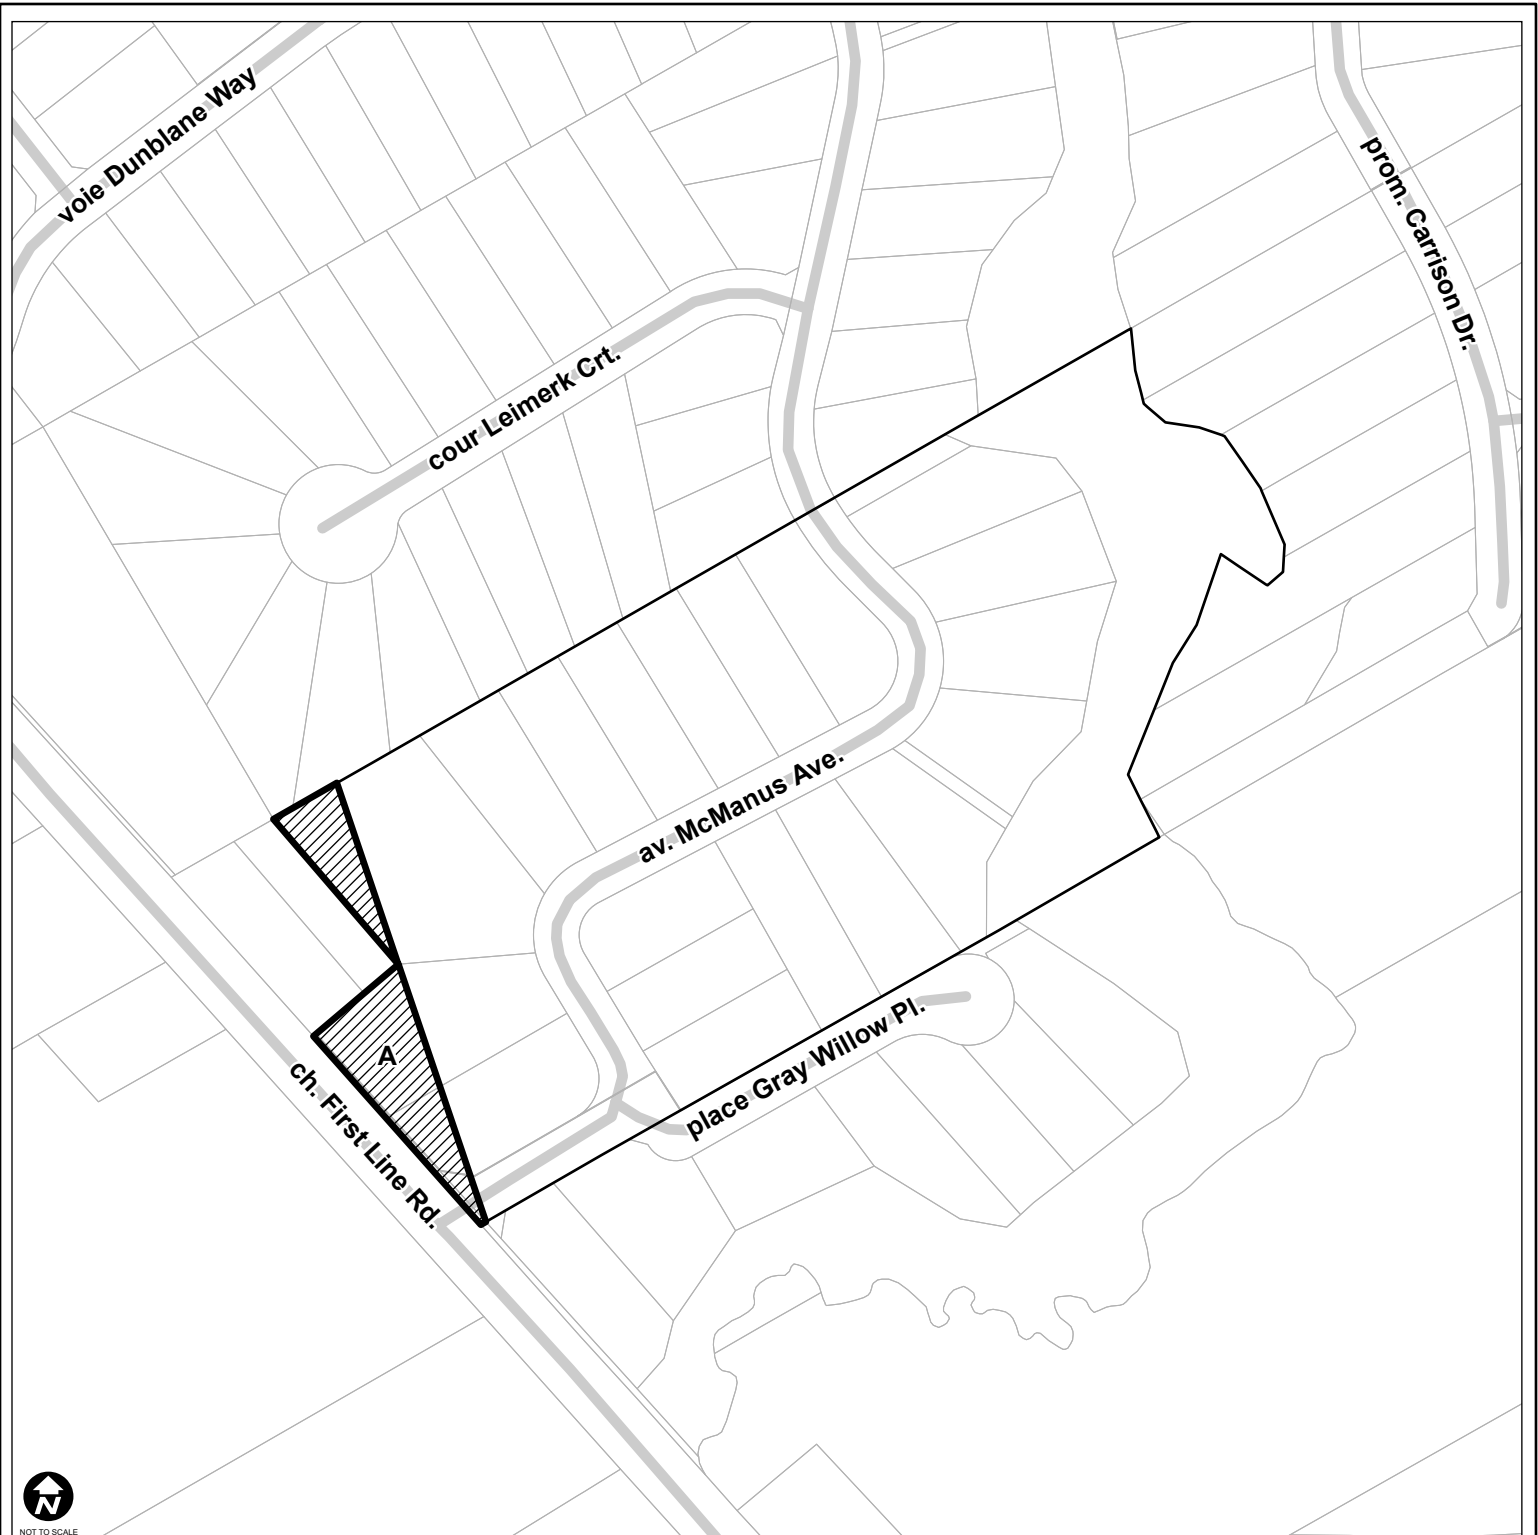 voie Dunblane Way
prom. Carrison Dr.
cour Leimerk Crt.
av. McManus Ave.
place Gray Willow Pl.
A
ch. First Line Rd.
N
NOT TO SCALE